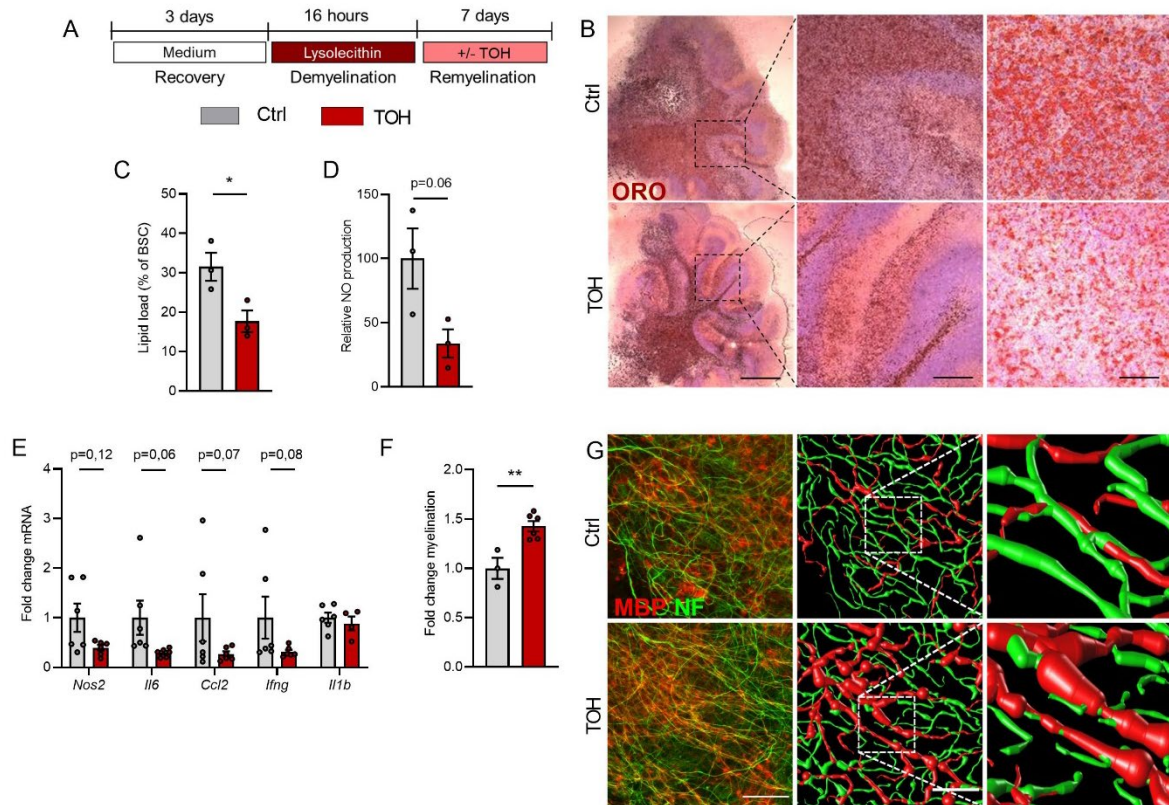 A
3 days 16 hours 7 days
Medium Lysolecithin +/- TOH
Recovery Demyelination Remyelination
Ctrl TOH
B
Ctrl
ORO
TOH
C
*
Lipid load (% of BSC)
50
40
30
20
10
0
D
p=0.06
Relative NO production
150
100
50
0
E
p=0,12 p=0,06 p=0,07 p=0,08
Fold change mRNA
4
3
2
1
0
Nos2 Il6 Ccl2 Ifng Il1b
F
**
Fold change myelination
2.0
1.5
1.0
0.5
0.0
G
Ctrl
MBP NF
TOH